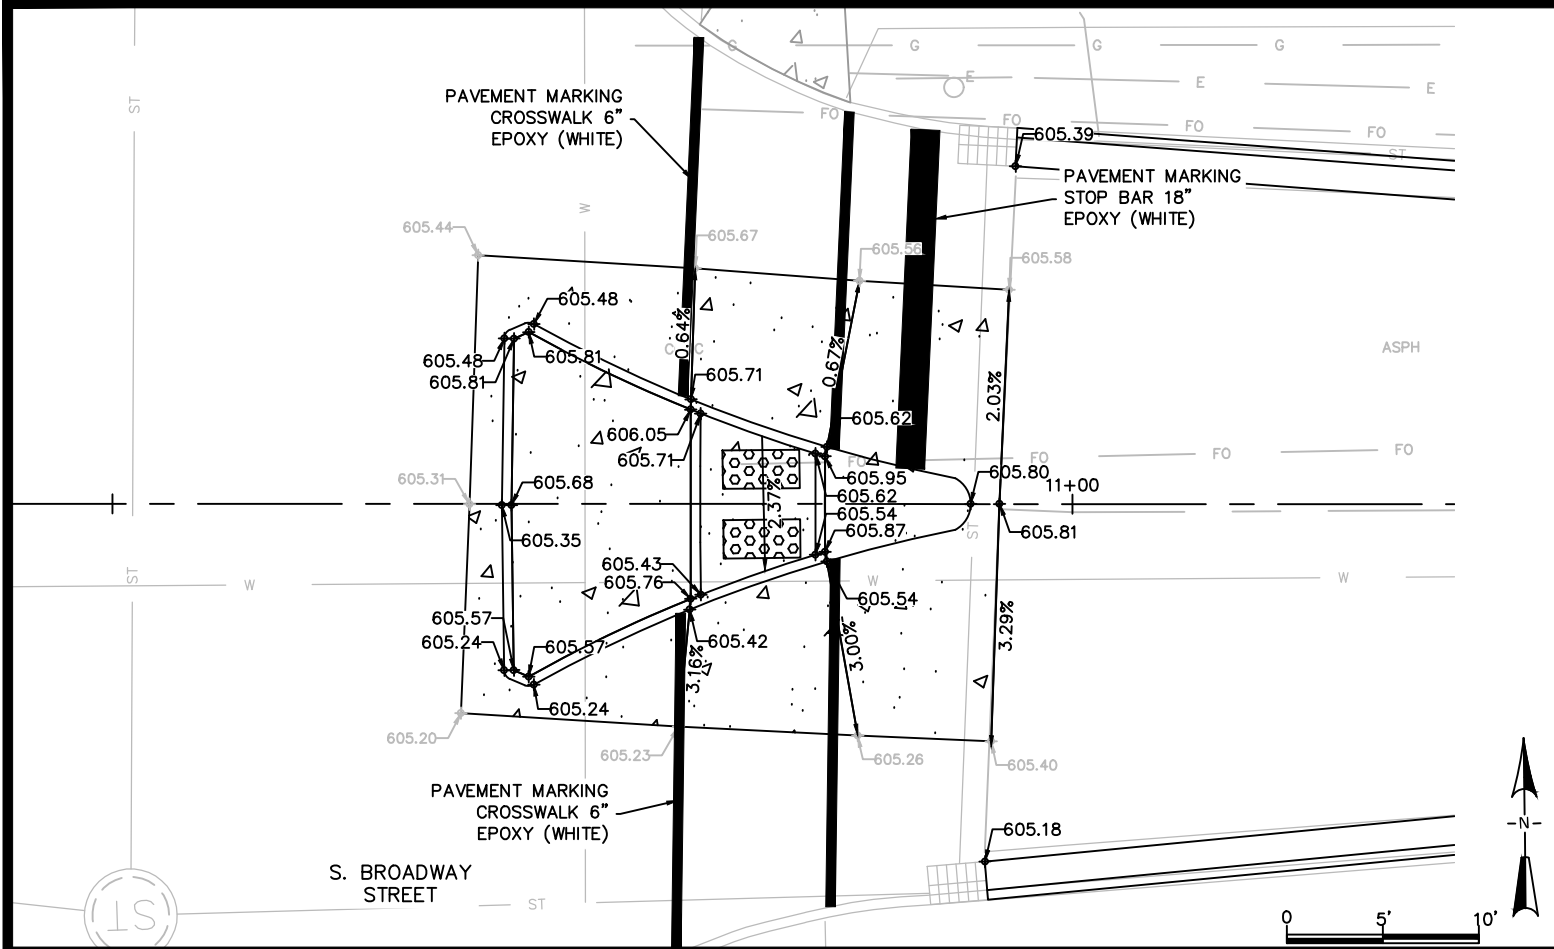 G
G
G
G
E
E
E
FO
FO
FO
FO
ST
ST
PAVEMENT MARKING
CROSSWALK 6"
EPOXY (WHITE)
605.39
PAVEMENT MARKING
STOP BAR 18"
EPOXY (WHITE)
W
605.44
605.67
605.56
605.58
605.48
0.64%
605.48
605.81
605.81
0.67%
ASPH
605.71
2.03%
605.62
606.05
605.71
FO
FO
FO
FO
605.31
605.68
605.95
605.80
11+00
605.62
2.37%
605.54
605.87
605.81
605.35
ST
ST
605.43
605.76
W
W
W
605.54
605.57
605.24
605.57
605.42
3.00%
3.29%
3.16%
605.24
605.20
605.23
605.26
605.40
PAVEMENT MARKING
CROSSWALK 6"
EPOXY (WHITE)
605.18
N
S. BROADWAY
STREET
ST
ST
0 5' 10'